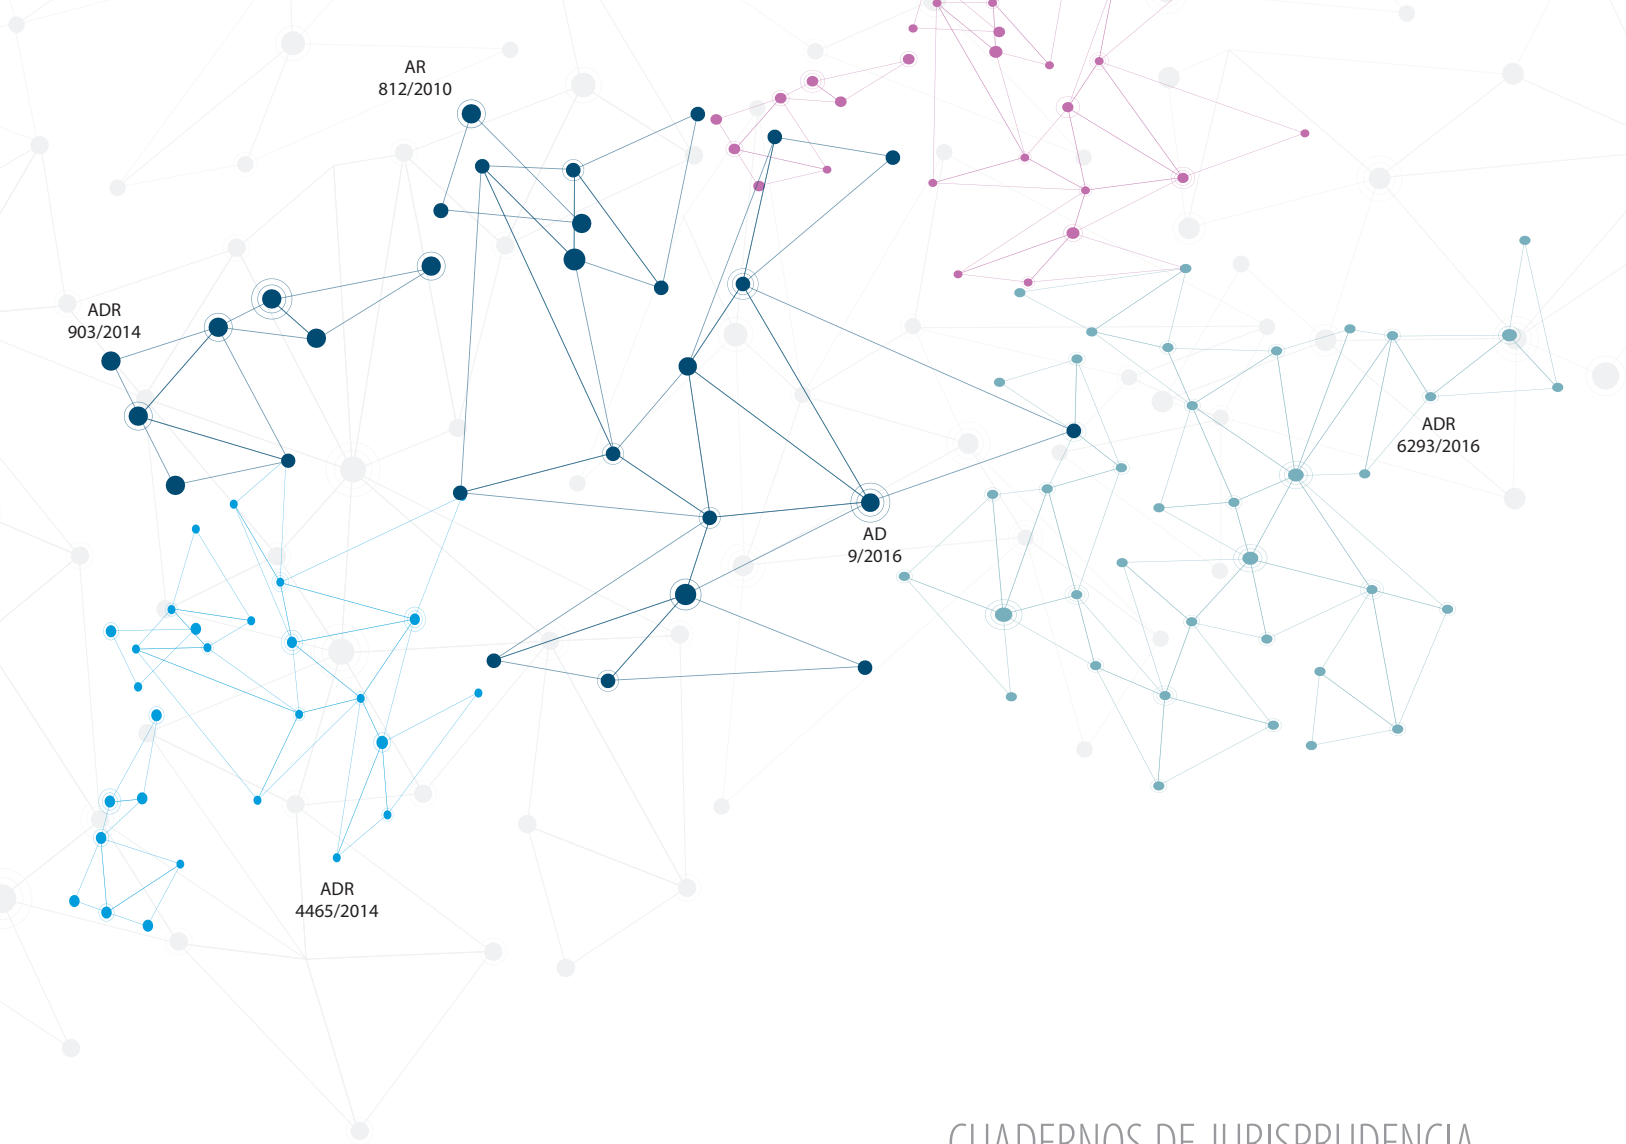 AR
812/2010
ADR
903/2014
ADR
6293/2016
AD
9/2016
ADR
4465/2014
CUADERNOS DE JURISPRUDENCIA